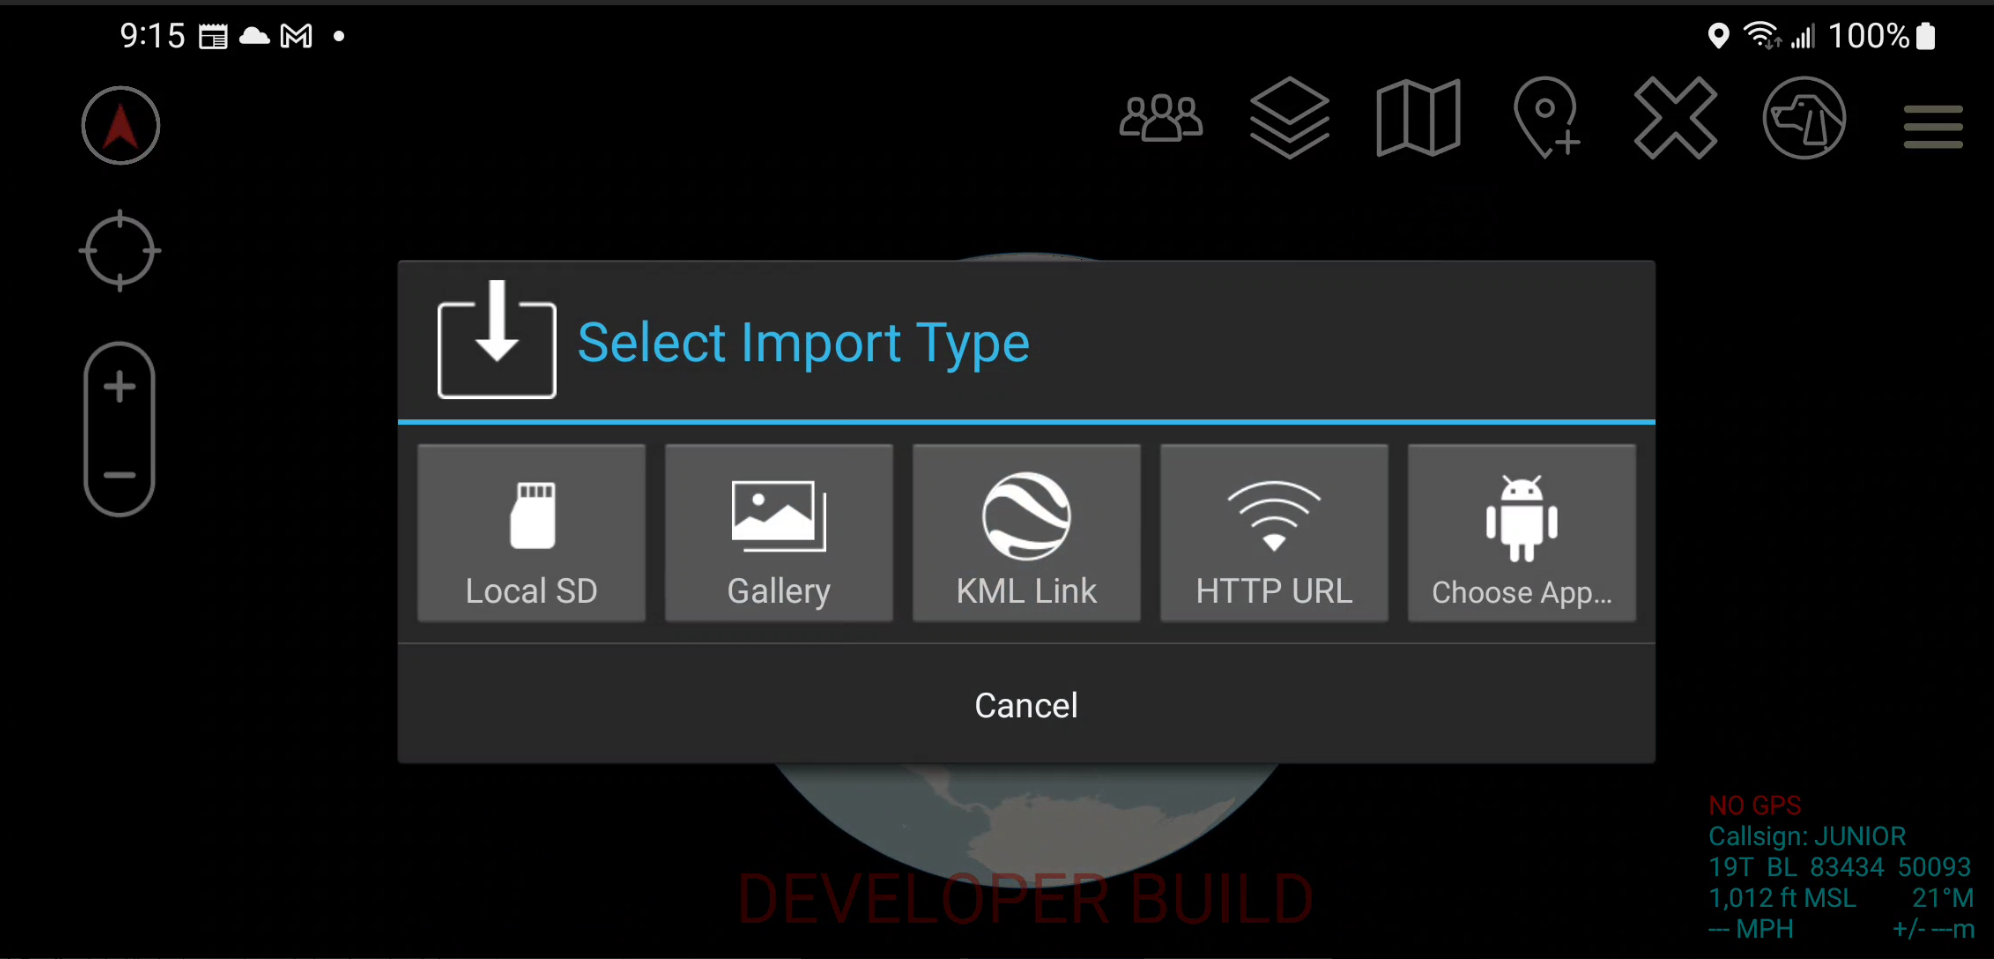 9:15
100%
Select Import Type
Local SD
Gallery
KML Link
HTTP URL
Choose App...
Cancel
NO GPS
Callsign: JUNIOR
19T BL 83434 50093
1,012 ft MSL 21°M
--- MPH +/- ---m
DEVELOPER BUILD